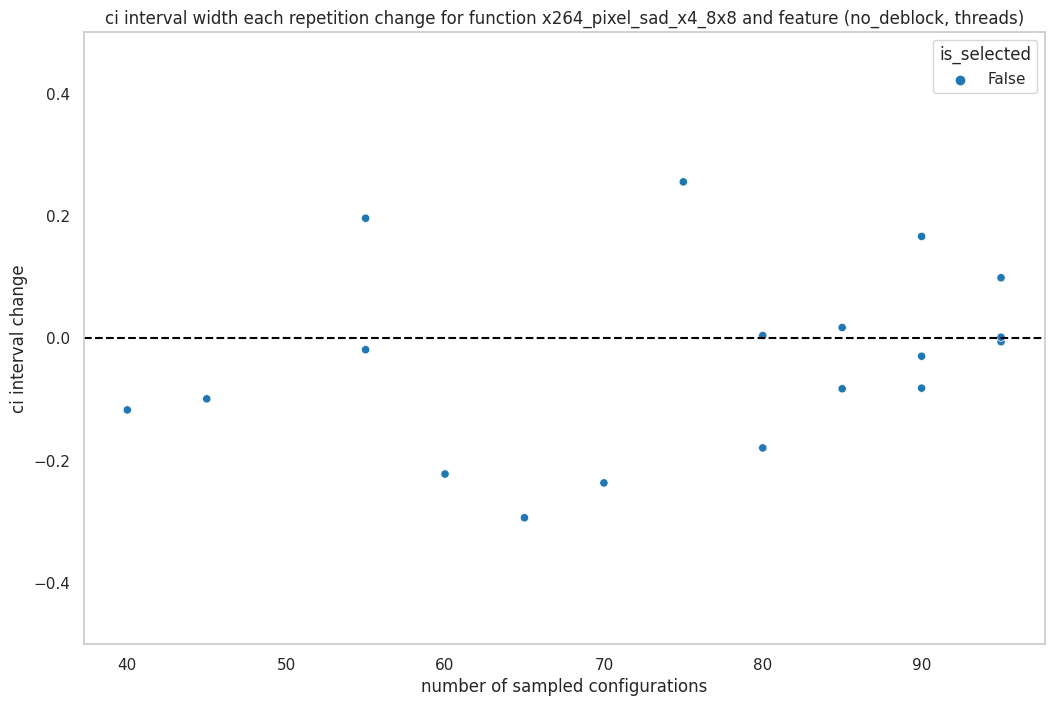 ci interval width each repetition change for function x264_pixel_sad_x4_8x8 and feature (no_deblock, threads)
is_selected
False
ci interval change
0.4
0.2
0.0
−0.2
−0.4
40 50 60 70 80 90
number of sampled configurations